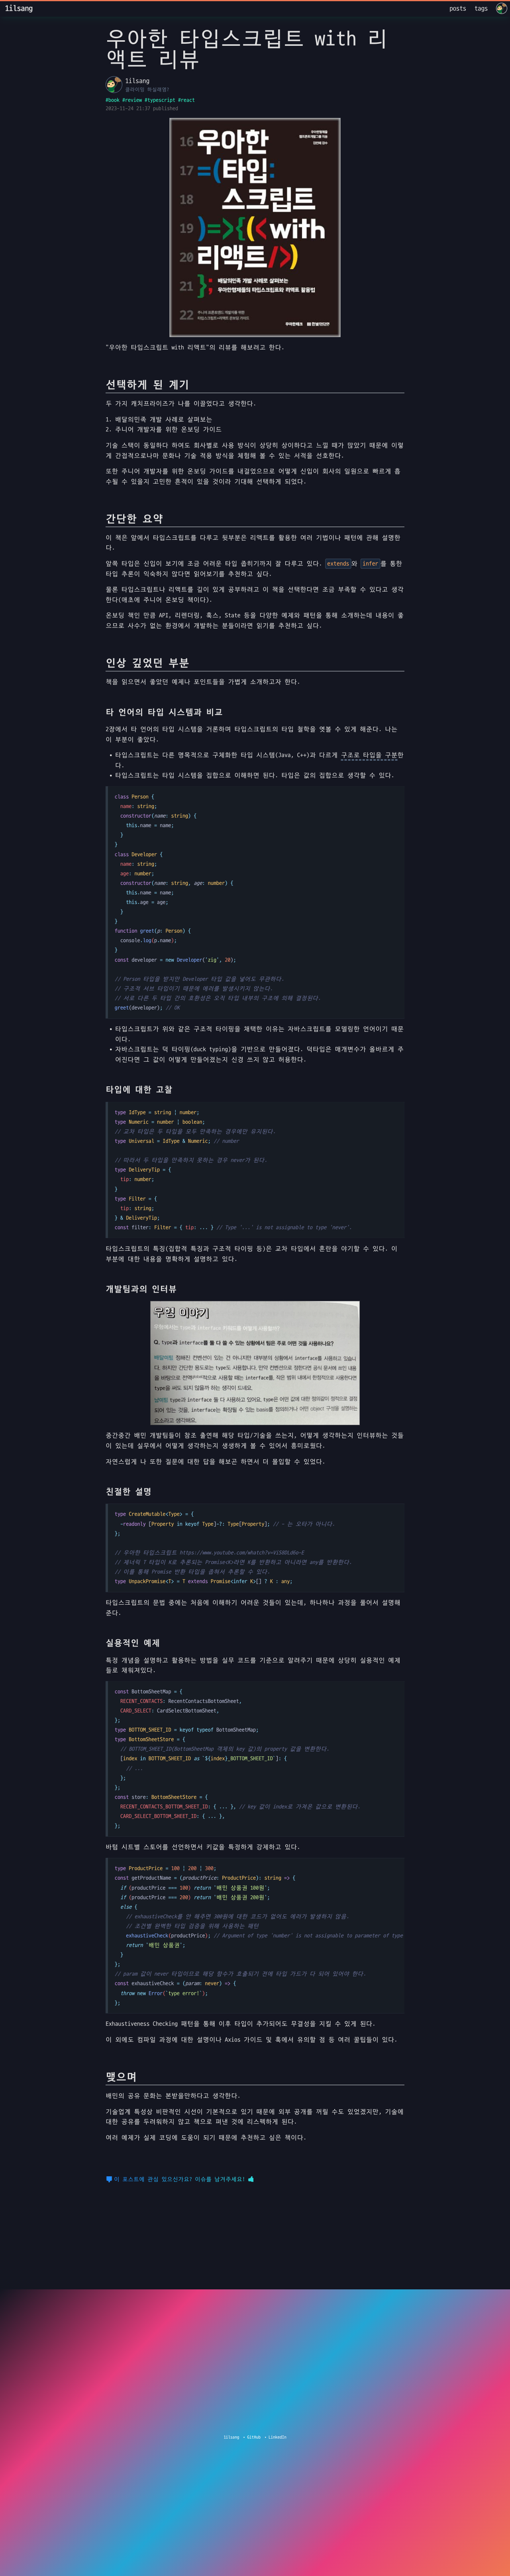 1ilsang
posts tags
우아한 타입스크립트 with 리
액트 리뷰
1ilsang
클라이밍 하실래염?
#book #review #typescript #react
2023-11-24 21:37 published
16 우아한
17 =(타입:
18 스크립트
19 )=>{(<with
20 리액트/>)
21 };
배달의민족 개발 사례로 살펴보는
우아한형제들의 타입스크립트와 리액트 활용법
22
"우아한 타입스크립트 with 리액트"의 리뷰를 해보려고 한다.
선택하게 된 계기
두 가지 캐치프라이즈가 나를 이끌었다고 생각한다.
1. 배달의민족 개발 사례로 살펴보는
2. 주니어 개발자를 위한 온보딩 가이드
기술 스택이 동일하다 하여도 회사별로 사용 방식이 상당히 상이하다고 느낄 때가 많았기 때문에 이렇
게 간접적으로나마 문화나 기술 적용 방식을 체험해 볼 수 있는 서적을 선호한다.
또한 주니어 개발자를 위한 온보딩 가이드를 내걸었으므로 어떻게 신입이 회사의 일원으로 빠르게 흡
수될 수 있을지 고민한 흔적이 있을 것이라 기대해 선택하게 되었다.
간단한 요약
이 책은 앞에서 타입스크립트를 다루고 뒷부분은 리액트를 활용한 여러 기법이나 패턴에 관해 설명한
다.
앞쪽 타입은 신입이 보기에 조금 어려운 타입 좁히기까지 잘 다루고 있다. extends 와 infer 를 통한
타입 추론이 익숙하지 않다면 읽어보기를 추천하고 싶다.
물론 타입스크립트나 리액트를 깊이 있게 공부하려고 이 책을 선택한다면 조금 부족할 수 있다고 생각
한다(애초에 주니어 온보딩 책이다).
온보딩 책인 만큼 API, 리렌더링, 훅스, State 등을 다양한 예제와 패턴을 통해 소개하는데 내용이 좋
으므로 사수가 없는 환경에서 개발하는 분들이라면 읽기를 추천하고 싶다.
인상 깊었던 부분
책을 읽으면서 좋았던 예제나 포인트들을 가볍게 소개하고자 한다.
타 언어의 타입 시스템과 비교
2장에서 타 언어의 타입 시스템을 거론하며 타입스크립트의 타입 철학을 엿볼 수 있게 해준다. 나는
이 부분이 좋았다.
• 타입스크립트는 다른 명목적으로 구체화한 타입 시스템(Java, C++)과 다르게 구조로 타입을 구분한
다.
• 타입스크립트는 타입 시스템을 집합으로 이해하면 된다. 타입은 값의 집합으로 생각할 수 있다.
class Person {
name: string;
constructor(name: string) {
this.name = name;
}
}
class Developer {
name: string;
age: number;
constructor(name: string, age: number) {
this.name = name;
this.age = age;
}
}
function greet(p: Person) {
console.log(p.name);
}
const developer = new Developer('zig', 20);
// Person 타입을 받지만 Developer 타입 값을 넣어도 무관하다.
// 구조적 서브 타입이기 때문에 에러를 발생시키지 않는다.
// 서로 다른 두 타입 간의 호환성은 오직 타입 내부의 구조에 의해 결정된다.
greet(developer); // OK
• 타입스크립트가 위와 같은 구조적 타이핑을 채택한 이유는 자바스크립트를 모델링한 언어이기 때문
이다.
• 자바스크립트는 덕 타이핑(duck typing)을 기반으로 만들어졌다. 덕타입은 매개변수가 올바르게 주
어진다면 그 값이 어떻게 만들어졌는지 신경 쓰지 않고 허용한다.
타입에 대한 고찰
type IdType = string | number;
type Numeric = number | boolean;
// 교차 타입은 두 타입을 모두 만족하는 경우에만 유지된다.
type Universal = IdType & Numeric; // number
// 따라서 두 타입을 만족하지 못하는 경우 never가 된다.
type DeliveryTip = {
tip: number;
}
type Filter = {
tip: string;
} & DeliveryTip;
const filter: Filter = { tip: ... } // Type '...' is not assignable to type 'never'.
타입스크립트의 특징(집합적 특징과 구조적 타이핑 등)은 교차 타입에서 혼란을 야기할 수 있다. 이
부분에 대한 내용을 명확하게 설명하고 있다.
개발팀과의 인터뷰
무험 이야기
Q. type과 interface를 둘 다 쓸 수 있는 상황에서 팀은 주로 어떤 것을 사용하나요?
중간중간 배민 개발팀들이 참조 출연해 해당 타입/기술을 쓰는지, 어떻게 생각하는지 인터뷰하는 것들
이 있는데 실무에서 어떻게 생각하는지 생생하게 볼 수 있어서 흥미로웠다.
자연스럽게 나 또한 질문에 대한 답을 해보곤 하면서 더 몰입할 수 있었다.
친절한 설명
type CreateMutable<Type> = {
-readonly [Property in keyof Type]-?: Type[Property]; // - 는 오타가 아니다.
};
// 제너릭 T 타입이 K로 추론되는 Promise<K>라면 K를 반환하고 아니라면 any를 반환한다.
// 이를 통해 Promise 반환 타입을 좁혀서 추론할 수 있다.
type UnpackPromise<T> = T extends Promise<infer K>[] ? K : any;
타입스크립트의 문법 중에는 처음에 이해하기 어려운 것들이 있는데, 하나하나 과정을 풀어서 설명해
준다.
실용적인 예제
특정 개념을 설명하고 활용하는 방법을 실무 코드를 기준으로 알려주기 때문에 상당히 실용적인 예제
들로 채워져있다.
const BottomSheetMap = {
RECENT_CONTACTS: RecentContactsBottomSheet,
CARD_SELECT: CardSelectBottomSheet,
};
type BOTTOM_SHEET_ID = keyof typeof BottomSheetMap;
type BottomSheetStore = {
// BOTTOM_SHEET_ID(BottomSheetMap 객체의 key 값)의 property 값을 변환한다.
[index in BOTTOM_SHEET_ID as `${index}_BOTTOM_SHEET_ID`]: {
// ...
};
};
const store: BottomSheetStore = {
RECENT_CONTACTS_BOTTOM_SHEET_ID: { ... }, // key 값이 index로 가져온 값으로 변환된다.
CARD_SELECT_BOTTOM_SHEET_ID: { ... },
};
바텀 시트별 스토어를 선언하면서 키값을 특정하게 강제하고 있다.
type ProductPrice = 100 | 200 | 300;
const getProductName = (productPrice: ProductPrice): string => {
if (productPrice === 100) return '배민 상품권 100원';
if (productPrice === 200) return '배민 상품권 200원';
else {
// exhaustiveCheck를 안 해주면 300원에 대한 코드가 없어도 에러가 발생하지 않음.
// 조건별 완벽한 타입 검증을 위해 사용하는 패턴
exhaustiveCheck(productPrice); // Argument of type 'number' is not assignable to parameter of type
return '배민 상품권';
}
};
// param 값이 never 타입이므로 해당 함수가 호출되기 전에 타입 가드가 다 되어 있어야 한다.
const exhaustiveCheck = (param: never) => {
throw new Error('type error!');
};
Exhaustiveness Checking 패턴을 통해 이후 타입이 추가되어도 무결성을 지킬 수 있게 된다.
이 외에도 컴파일 과정에 대한 설명이나 Axios 가이드 및 훅에서 유의할 점 등 여러 꿀팁들이 있다.
맺으며
배민의 공유 문화는 본받을만하다고 생각한다.
기술업계 특성상 비판적인 시선이 기본적으로 있기 때문에 외부 공개를 꺼릴 수도 있었겠지만, 기술에
대한 공유를 두려워하지 않고 책으로 펴낸 것에 리스펙하게 된다.
여러 예제가 실제 코딩에 도움이 되기 때문에 추천하고 싶은 책이다.
이 포스트에 관심 있으신가요? 이슈를 남겨주세요!
1ilsang • GitHub • LinkedIn